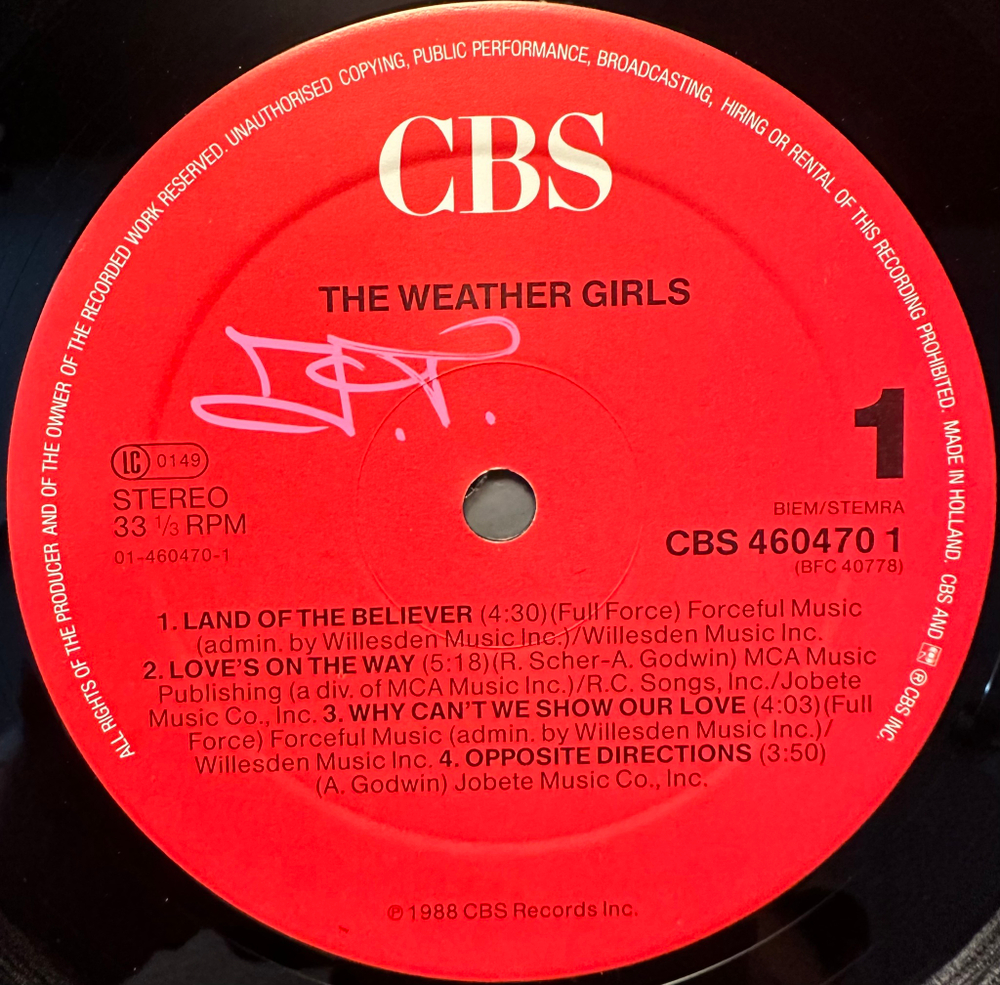 ALL RIGHTS OF THE PRODUCER AND OF THE OWNER OF THE RECORDED WORK RESERVED. UNAUTHORISED COPYING, PUBLIC PERFORMANCE, BROADCASTING, HIRING OR RENTAL OF THIS RECORDING PROHIBITED. MADE IN HOLLAND. CBS AND ℗ CBS INC.
CBS
THE WEATHER GIRLS
1
LC 0149
STEREO
33 1/3 RPM
01-460470-1
BIEM/STEMRA
CBS 460470 1
(BFC 40778)
1. LAND OF THE BELIEVER (4:30)(Full Force) Forceful Music
(admin. by Willesden Music Inc.)/Willesden Music Inc.
2. LOVE'S ON THE WAY (5:18)(R. Scher-A. Godwin) MCA Music
Publishing (a div. of MCA Music Inc.)/R.C. Songs, Inc./Jobete
Music Co., Inc. 3. WHY CAN'T WE SHOW OUR LOVE (4:03)(Full
Force) Forceful Music (admin. by Willesden Music Inc.)/
Willesden Music Inc. 4. OPPOSITE DIRECTIONS (3:50)
(A. Godwin) Jobete Music Co., Inc.
℗ 1988 CBS Records Inc.